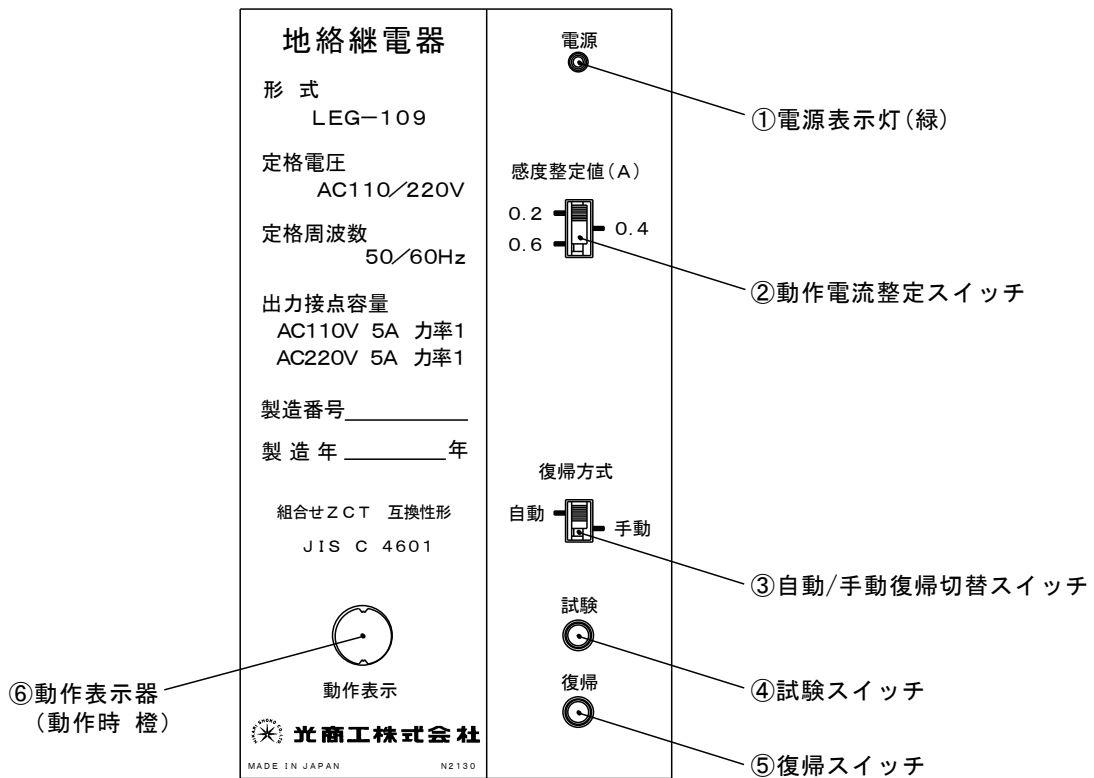 地絡継電器
形 式
LEG-109
定格電圧
AC110/220V
定格周波数
50/60Hz
出力接点容量
AC110V 5A 力率1
AC220V 5A 力率1
製造番号
製造年 年
組合せZCT 互換性形
JIS C 4601
動作表示
光商工株式会社
MADE IN JAPAN N2130
電源
感度整定値(A)
0.2
0.4
0.6
復帰方式
自動
手動
試験
復帰
①電源表示灯(緑)
②動作電流整定スイッチ
③自動/手動復帰切替スイッチ
④試験スイッチ
⑤復帰スイッチ
⑥動作表示器
(動作時 橙)